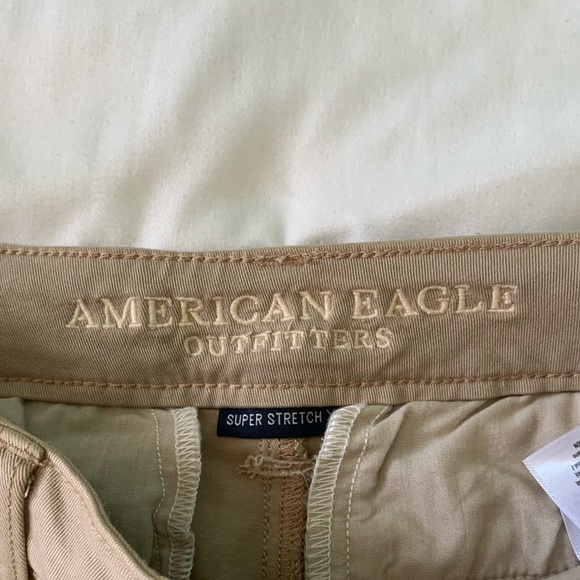 AMERICAN EAGLE
OUTFITTERS
SUPER STRETCH X